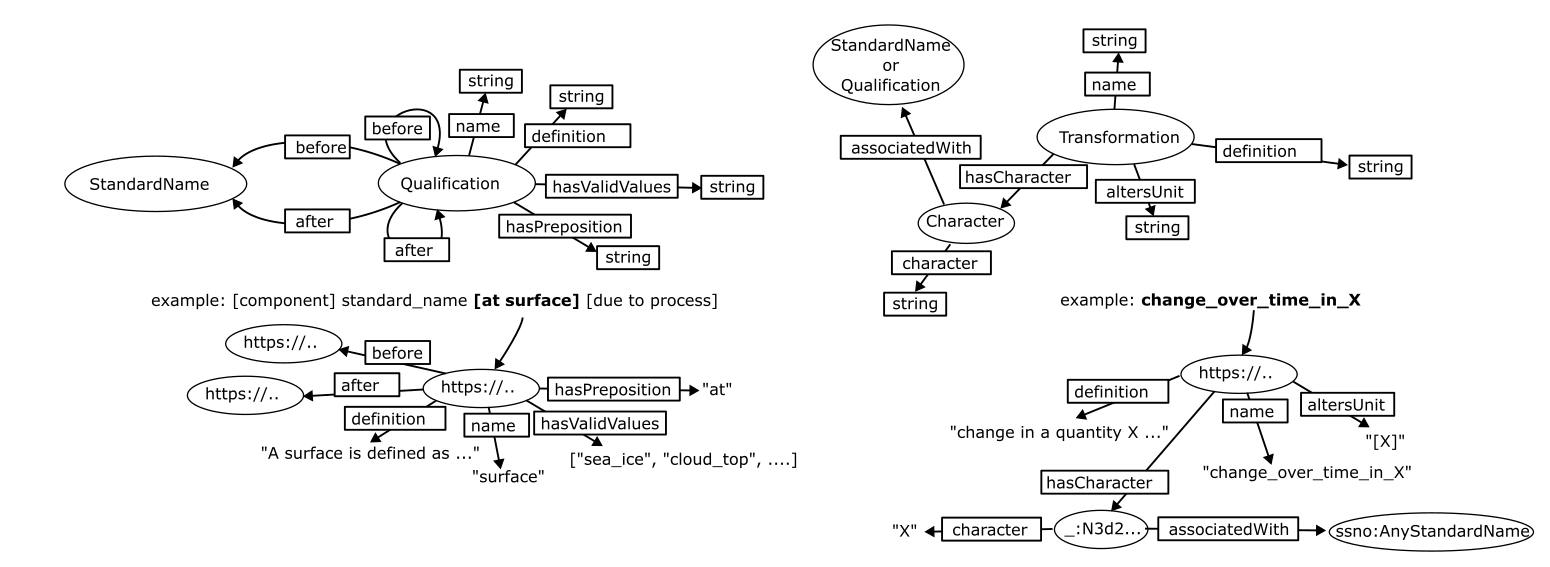 string
string
before
name
definition
before
StandardName
Qualification
hasValidValues
string
after
after
hasPreposition
string
example: [component] standard_name [at surface] [due to process]
https://..
before
https://..
after
https://..
hasPreposition
"at"
definition
name
hasValidValues
"A surface is defined as ..."
["sea_ice", "cloud_top", ....]
"surface"
StandardName
or
Qualification
string
name
Transformation
associatedWith
definition
string
hasCharacter
altersUnit
Character
string
character
string
example: change_over_time_in_X
https://..
definition
name
altersUnit
"change in a quantity X ..."
"[X]"
"change_over_time_in_X"
hasCharacter
"X"
character
_:N3d2...
associatedWith
ssno:AnyStandardName